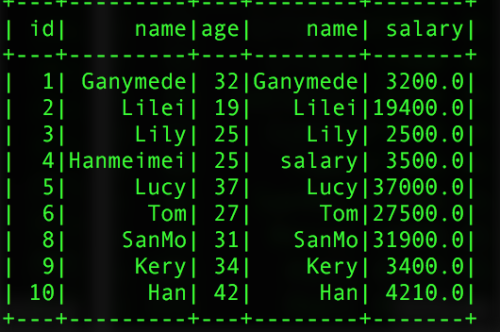 +---+---------+---+--------+-------+
| id|     name|age|    name| salary|
+---+---------+---+--------+-------+
|  1| Ganymede| 32|Ganymede| 3200.0|
|  2|    Lilei| 19|   Lilei|19400.0|
|  3|     Lily| 25|    Lily| 2500.0|
|  4|Hanmeimei| 25|  salary| 3500.0|
|  5|     Lucy| 37|    Lucy|37000.0|
|  6|      Tom| 27|     Tom|27500.0|
|  8|    SanMo| 31|   SanMo|31900.0|
|  9|     Kery| 34|    Kery| 3400.0|
| 10|      Han| 42|     Han| 4210.0|
+---+---------+---+--------+-------+